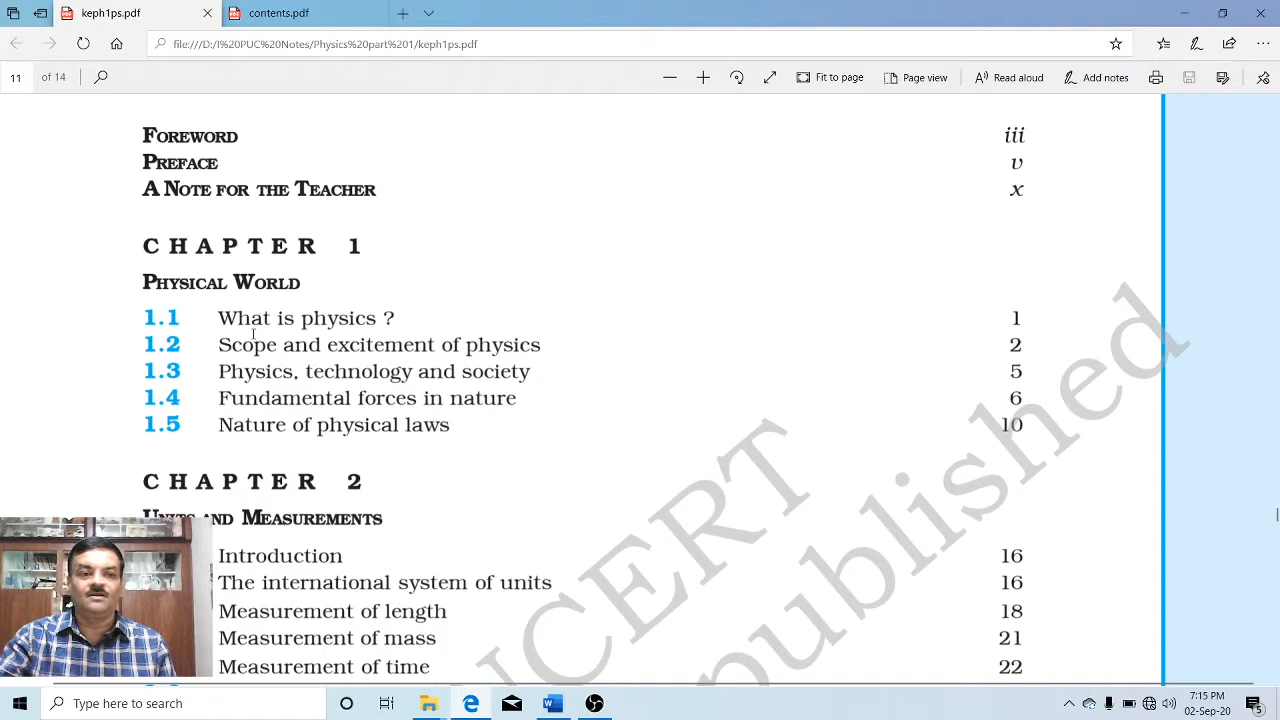 file:///D:/I%20PUC%20Notes/Physics%20part%201/keph1ps.pdf
11 of 14
Fit to page Page view Read aloud Add notes
FOREWORD iii
PREFACE v
A NOTE FOR THE TEACHER x
CHAPTER 1
PHYSICAL WORLD
1.1 What is physics ? 1
1.2 Scope and excitement of physics 2
1.3 Physics, technology and society 5
1.4 Fundamental forces in nature 6
1.5 Nature of physical laws 10
CHAPTER 2
UNITS AND MEASUREMENTS
Introduction 16
The international system of units 16
Measurement of length 18
Measurement of mass 21
Measurement of time 22
NCERT
published
Type here to search
7:15 PM
02-Sep-20
5